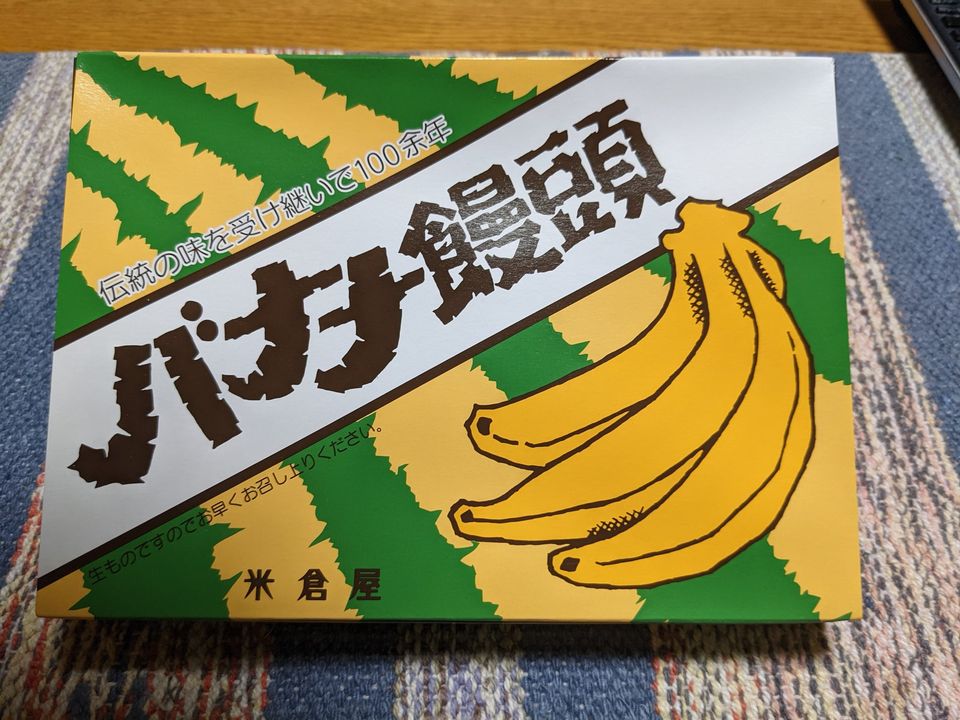 伝統の味を受け継いで100余年
バナナ饅頭
生ものですのでお早くお召し上りください。
米倉屋